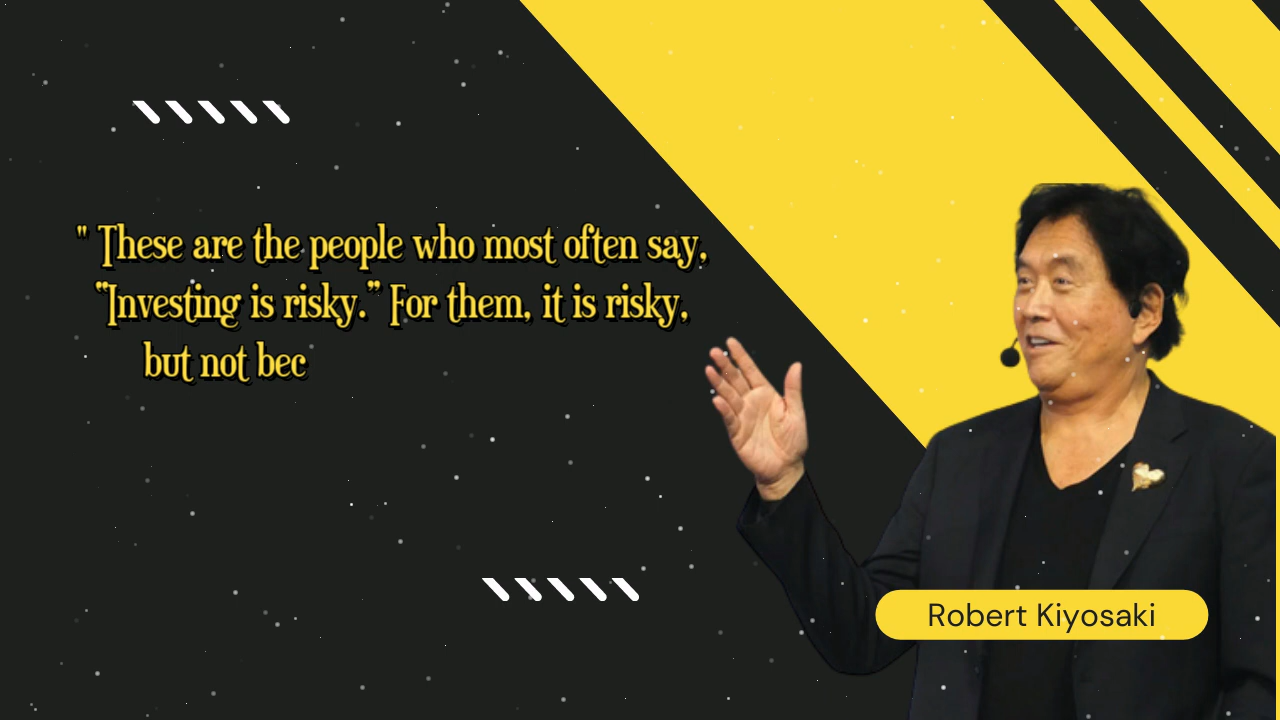 " These are the people who most often say,
“Investing is risky.” For them, it is risky,
but not bec
Robert Kiyosaki